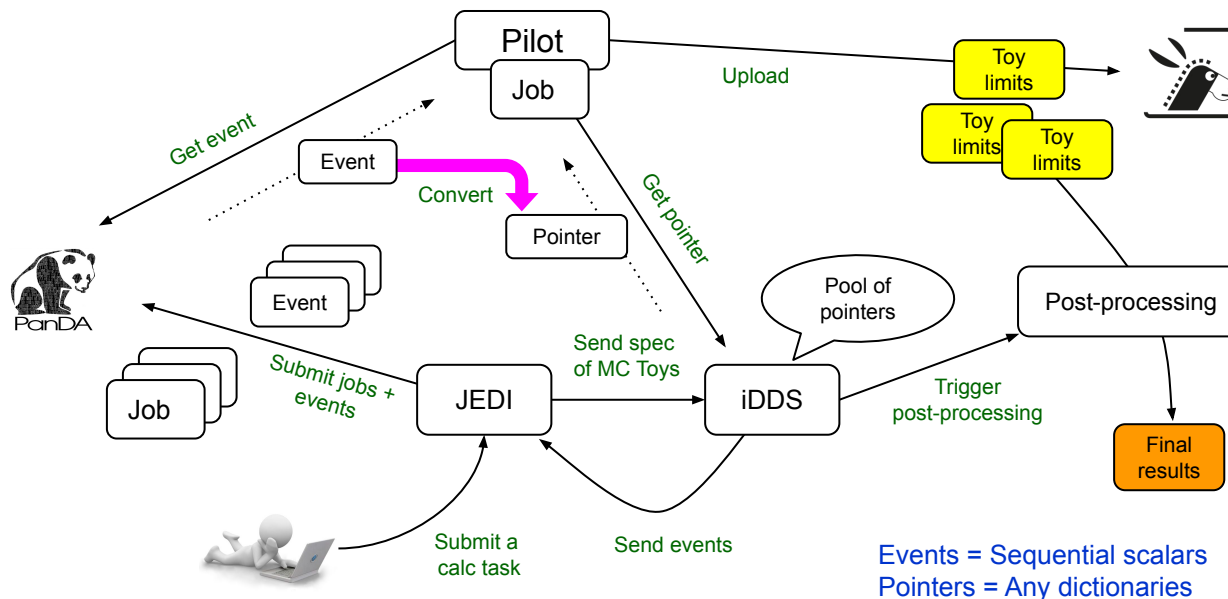 Pilot
Job
Upload
Toy
limits
Toy
limits
Toy
limits
Get event
Event
Convert
Pointer
Get pointer
PanDA
Event
Job
Submit jobs +
events
JEDI
Send spec
of MC Toys
iDDS
Pool of
pointers
Post-processing
Trigger
post-processing
Final
results
Submit a
calc task
Send events
Events = Sequential scalars
Pointers = Any dictionaries